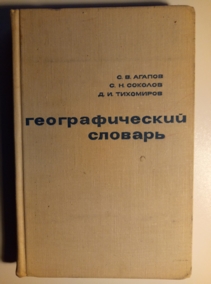 С. В. АГАПОВ
С. Н. СОКОЛОВ
Д. И. ТИХОМИРОВ
географический
словарь